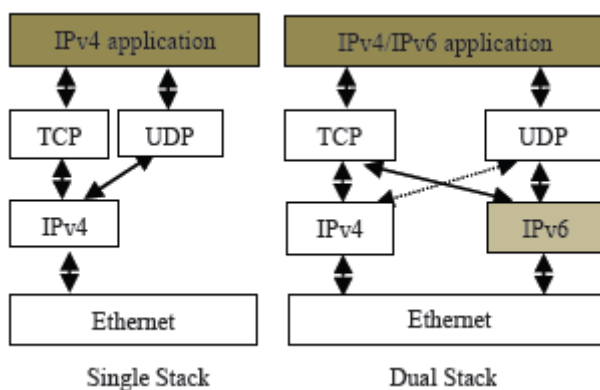 IPv4 application
TCP
UDP
IPv4
Ethernet
Single Stack
IPv4/IPv6 application
TCP
UDP
IPv4
IPv6
Ethernet
Dual Stack